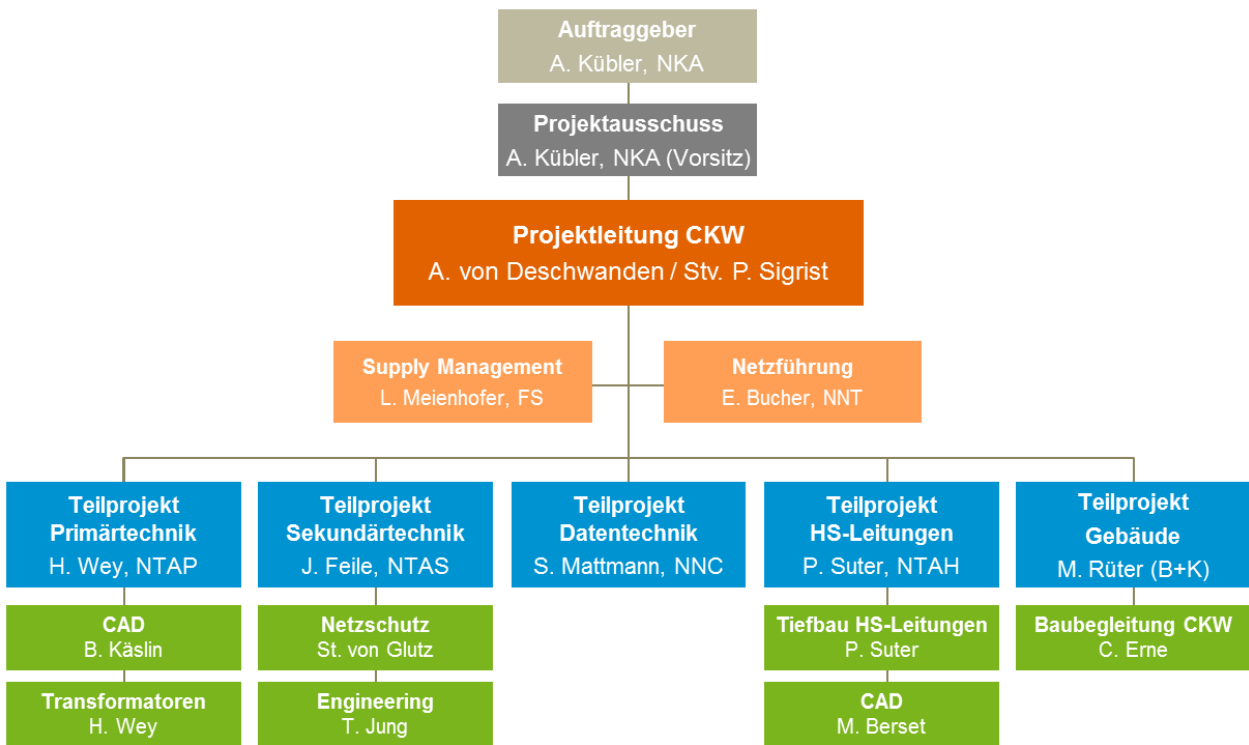 Auftraggeber
A. Kübler, NKA
Projektausschuss
A. Kübler, NKA (Vorsitz)
Projektleitung CKW
A. von Deschwanden / Stv. P. Sigrist
Supply Management
L. Meienhofer, FS
Netzführung
E. Bucher, NNT
Teilprojekt
Primärtechnik
H. Wey, NTAP
Teilprojekt
Sekundärtechnik
J. Feile, NTAS
Teilprojekt
Datentechnik
S. Mattmann, NNC
Teilprojekt
HS-Leitungen
P. Suter, NTAH
Teilprojekt
Gebäude
M. Rüter (B+K)
CAD
B. Käslin
Netzschutz
St. von Glutz
Tiefbau HS-Leitungen
P. Suter
Baubegleitung CKW
C. Erne
Transformatoren
H. Wey
Engineering
T. Jung
CAD
M. Berset